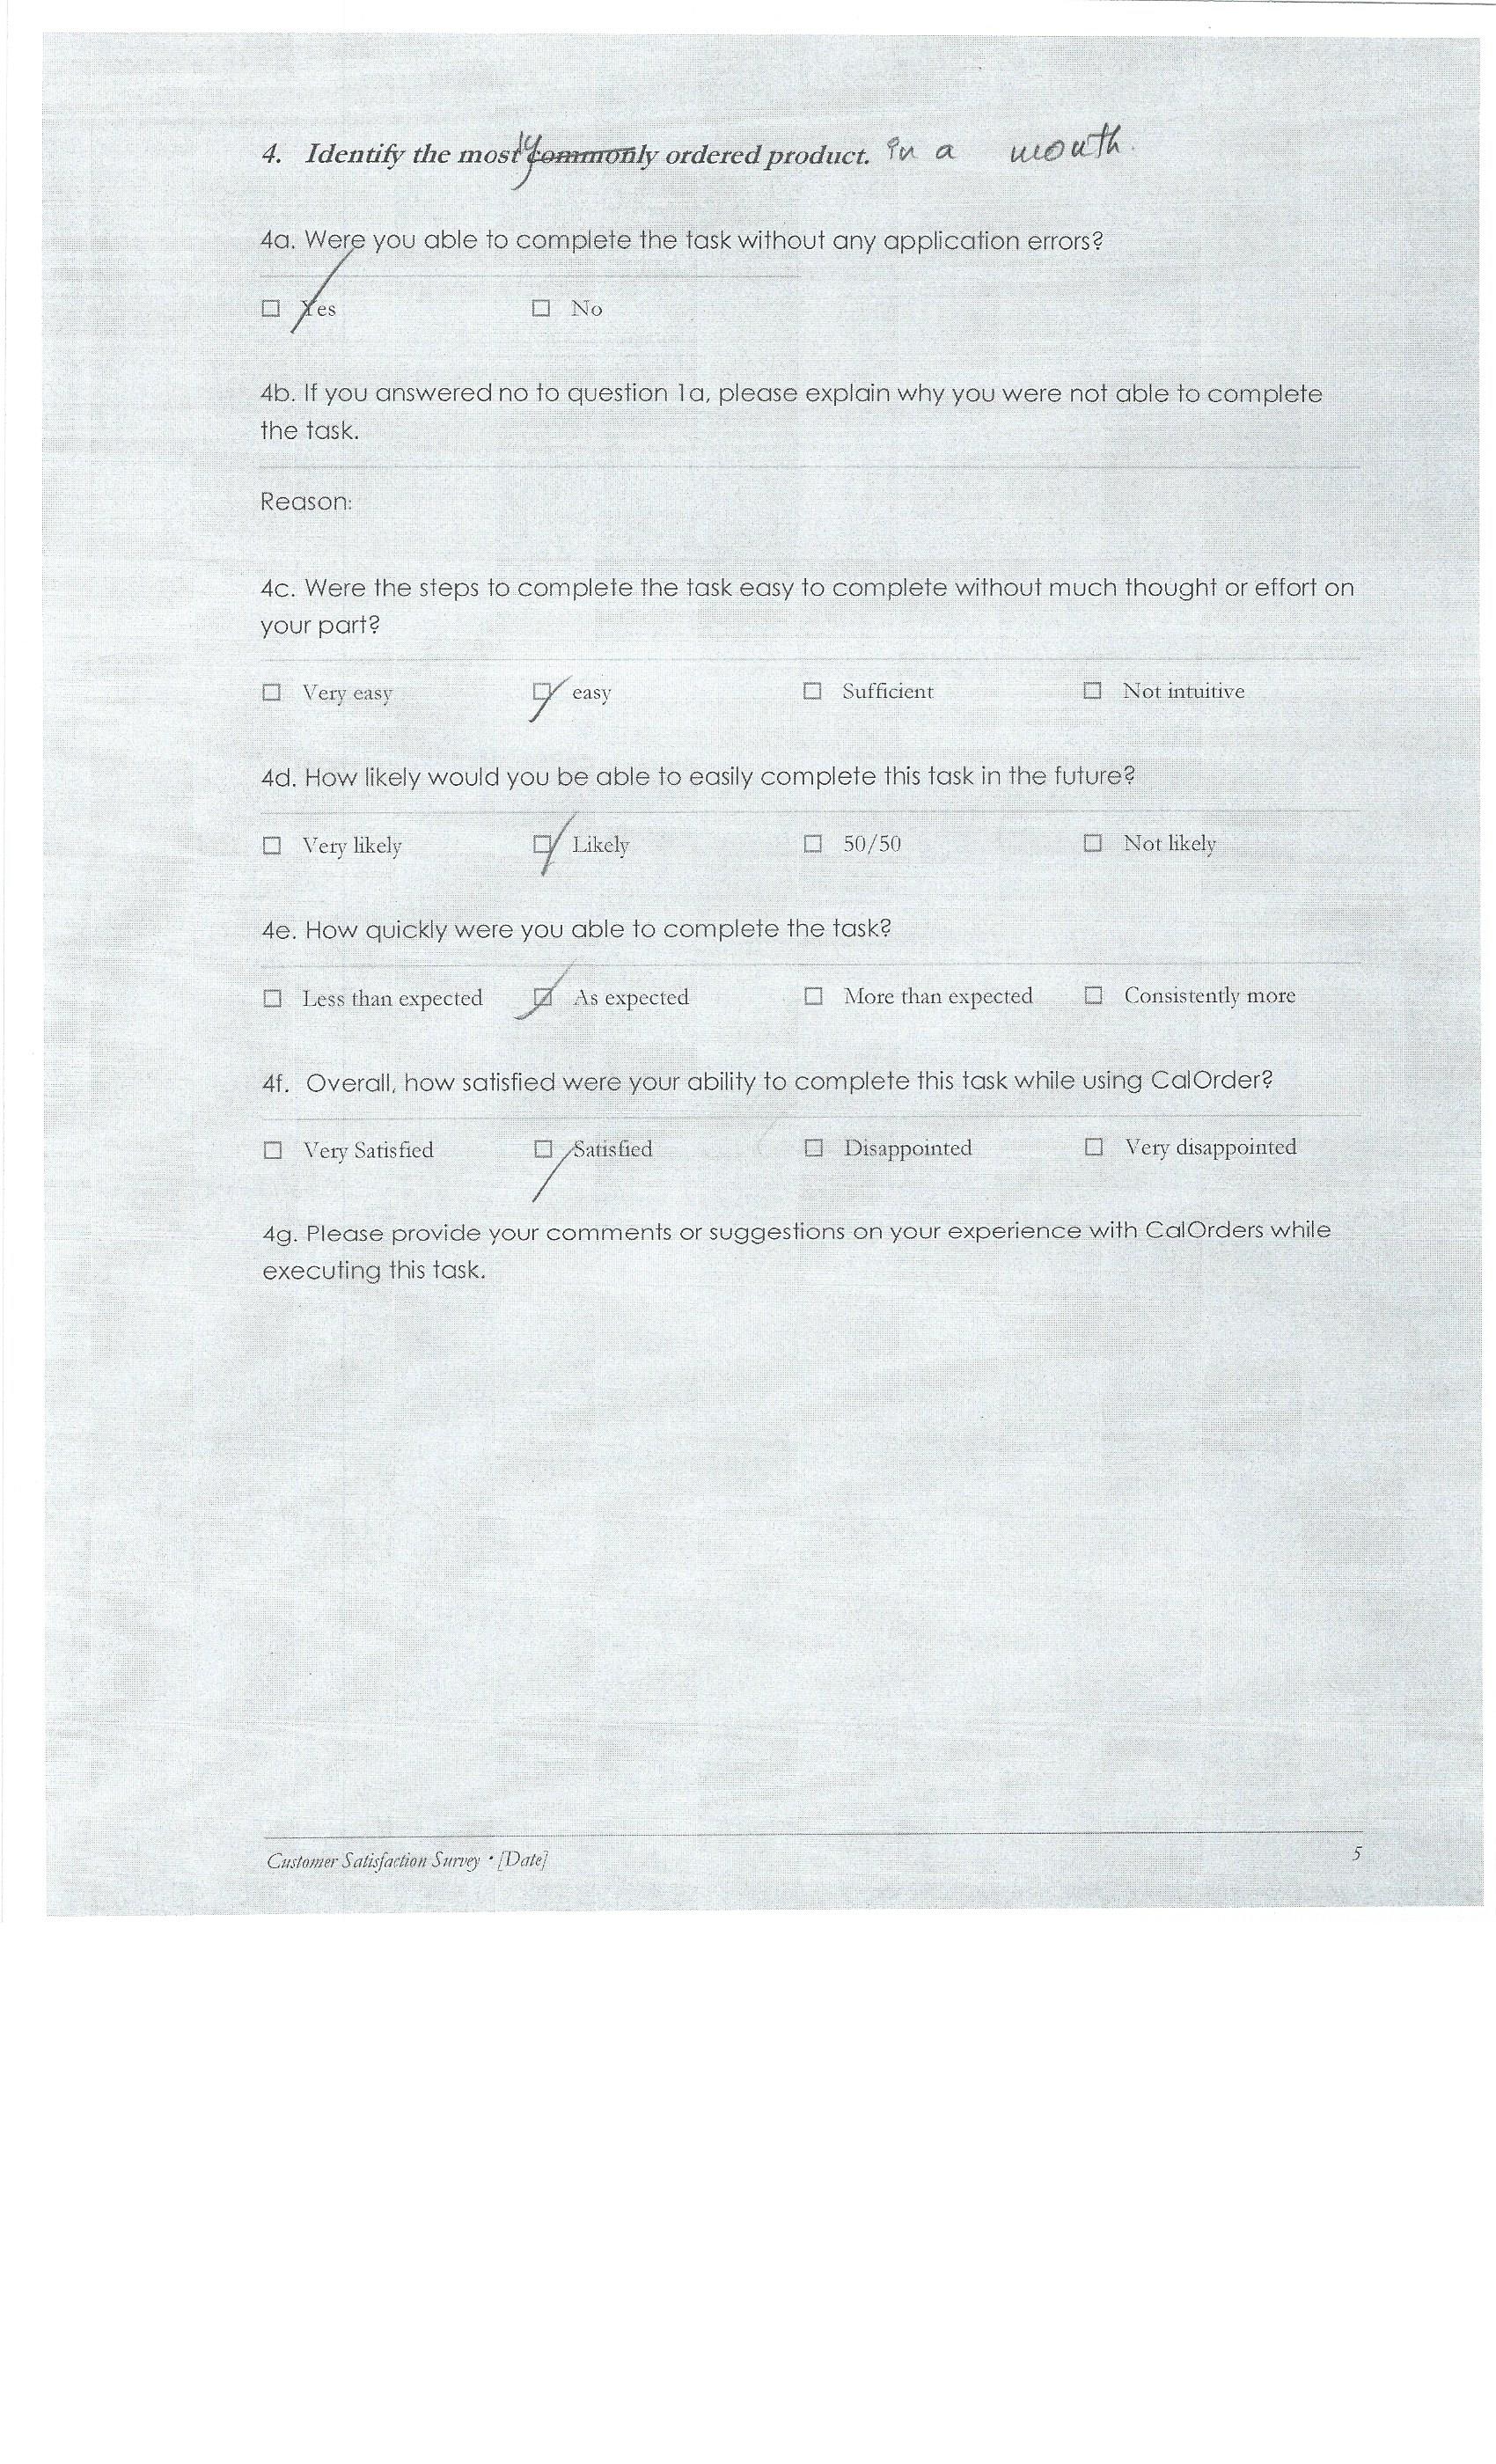 4. Identify the mostly commonly ordered product. in a month.
4a. Were you able to complete the task without any application errors?
☐ Yes ☐ No
4b. If you answered no to question 1a, please explain why you were not able to complete
the task.
Reason:
4c. Were the steps to complete the task easy to complete without much thought or effort on
your part?
☐ Very easy ☐ easy ☐ Sufficient ☐ Not intuitive
4d. How likely would you be able to easily complete this task in the future?
☐ Very likely ☐ Likely ☐ 50/50 ☐ Not likely
4e. How quickly were you able to complete the task?
☐ Less than expected ☐ As expected ☐ More than expected ☐ Consistently more
4f. Overall, how satisfied were your ability to complete this task while using CalOrder?
☐ Very Satisfied ☐ Satisfied ☐ Disappointed ☐ Very disappointed
4g. Please provide your comments or suggestions on your experience with CalOrders while
executing this task.
Customer Satisfaction Survey • [Date] 5